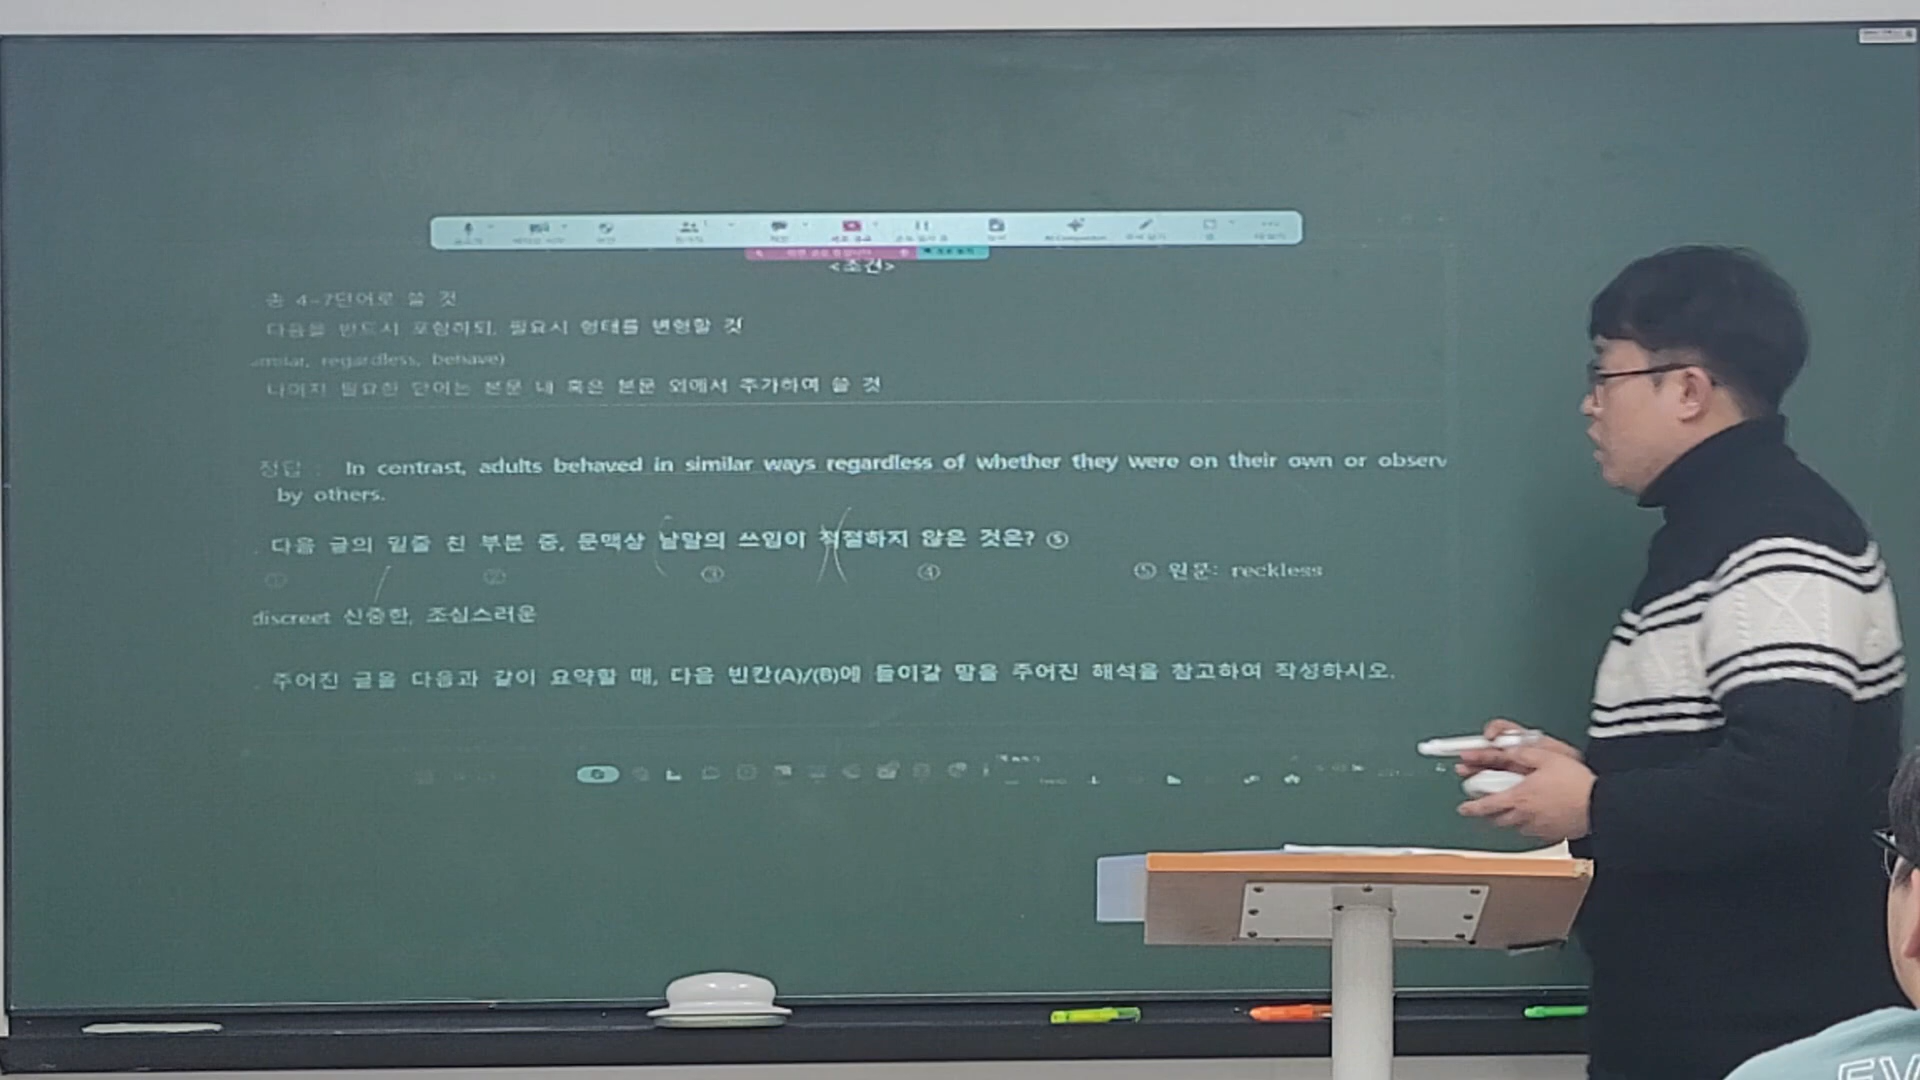 <조건>
총 4-7단어로 쓸 것
다음을 반드시 포함하되, 필요시 형태를 변형할 것
regardless, behave)
나머지 필요한 단어는 본문 내 혹은 본문 외에서 추가하여 쓸 것
정답 : In contrast, adults behaved in similar ways regardless of whether they were on their own or observ
by others.
다음 글의 밑줄 친 부분 중, 문맥상 낱말의 쓰임이 적절하지 않은 것은? ⑤
① ② ③ ④ ⑤ 원문: reckless
discreet 신중한, 조심스러운
주어진 글을 다음과 같이 요약할 때, 다음 빈칸(A)/(B)에 들어갈 말을 주어진 해석을 참고하여 작성하시오.